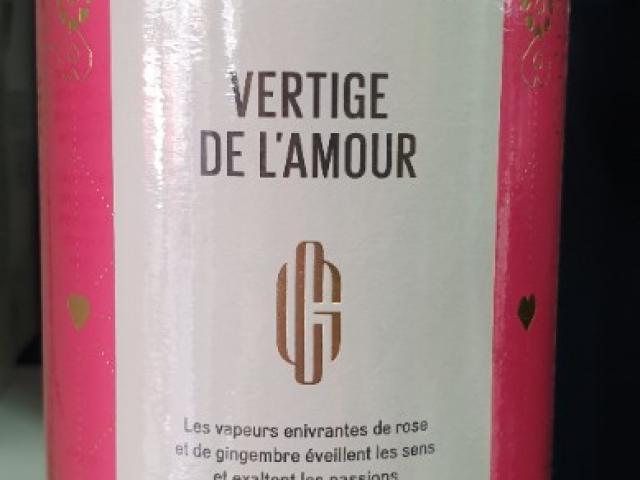 VERTIGE
DE L'AMOUR
Les vapeurs enivrantes de rose
et de gingembre éveillent les sens
et exaltent les passions